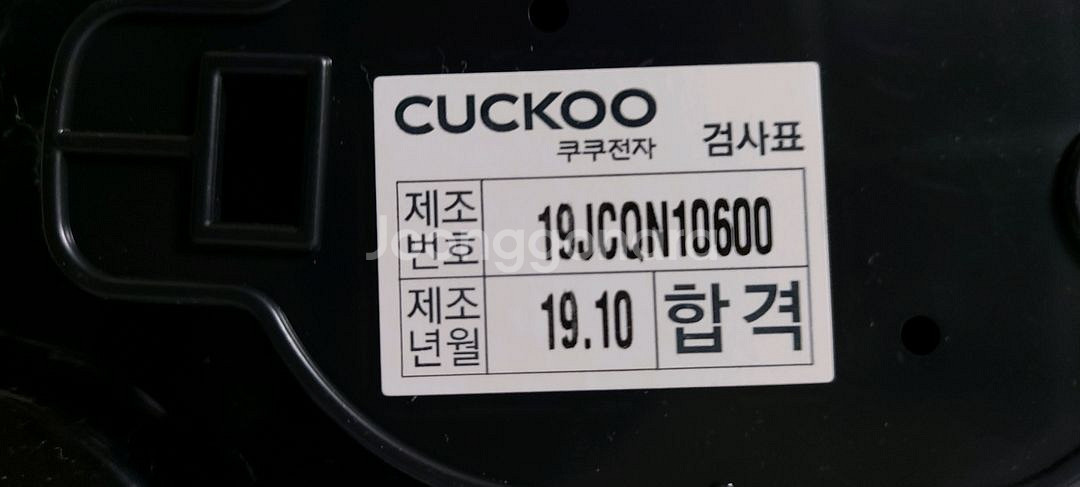 CUCKOO
쿠쿠전자 검사표
제조번호 19JCQN10600
제조년월 19.10 합격
Joonggonara